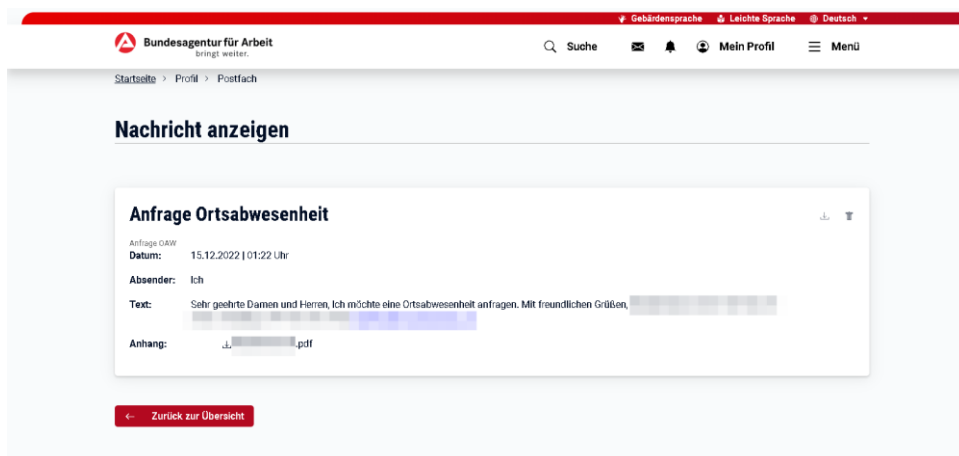 Gebärdensprache Leichte Sprache Deutsch
Bundesagentur für Arbeit
bringt weiter.
Suche Mein Profil Menü
Startseite > Profil > Postfach
Nachricht anzeigen
Anfrage Ortsabwesenheit
Anfrage OAW
Datum: 15.12.2022 | 01:22 Uhr
Absender: Ich
Text: Sehr geehrte Damen und Herren, Ich möchte eine Ortsabwesenheit anfragen. Mit freundlichen Grüßen,
Anhang: .pdf
← Zurück zur Übersicht